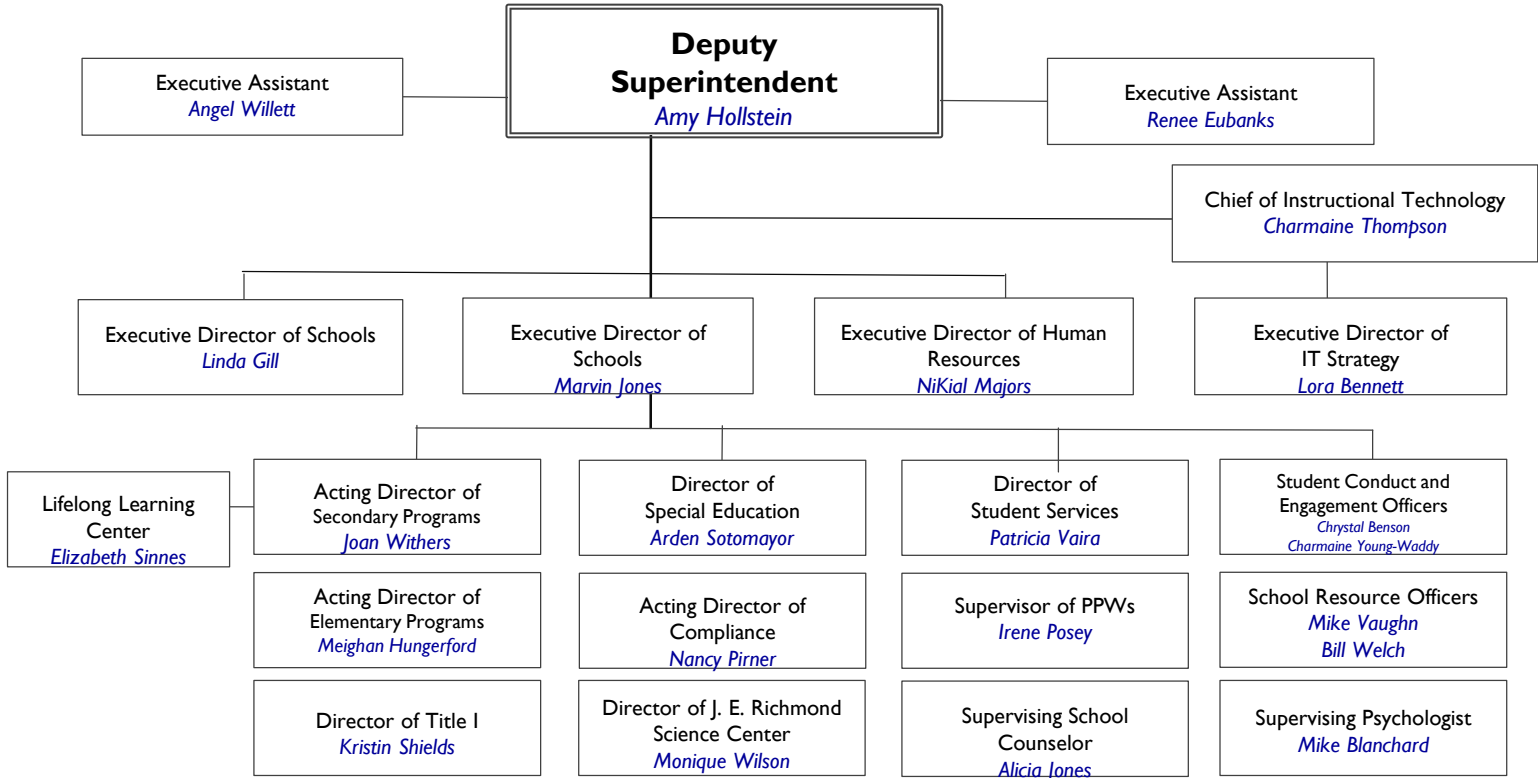 Deputy
Superintendent
Amy Hollstein
Executive Assistant
Angel Willett
Executive Assistant
Renee Eubanks
Chief of Instructional Technology
Charmaine Thompson
Executive Director of Schools
Linda Gill
Executive Director of
Schools
Marvin Jones
Executive Director of Human
Resources
NiKial Majors
Executive Director of
IT Strategy
Lora Bennett
Lifelong Learning
Center
Elizabeth Sinnes
Acting Director of
Secondary Programs
Joan Withers
Director of
Special Education
Arden Sotomayor
Director of
Student Services
Patricia Vaira
Student Conduct and
Engagement Officers
Chrystal Benson
Charmaine Young-Waddy
Acting Director of
Elementary Programs
Meighan Hungerford
Acting Director of
Compliance
Nancy Pirner
Supervisor of PPWs
Irene Posey
School Resource Officers
Mike Vaughn
Bill Welch
Director of Title I
Kristin Shields
Director of J. E. Richmond
Science Center
Monique Wilson
Supervising School
Counselor
Alicia Jones
Supervising Psychologist
Mike Blanchard